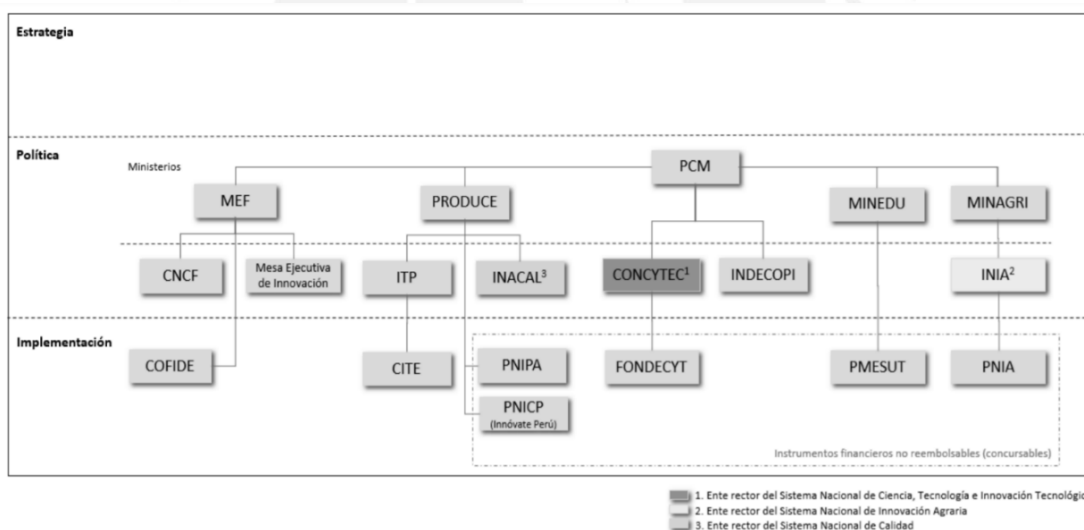 Estrategia
Política
Ministerios
PCM
MEF
PRODUCE
MINEDU
MINAGRI
CNCF
Mesa Ejecutiva
de Innovación
ITP
INACAL³
CONCYTEC¹
INDECOPI
INIA²
Implementación
COFIDE
CITE
PNIPA
FONDECYT
PMESUT
PNIA
PNICP
(Innóvate Perú)
Instrumentos financieros no reembolsables (concursables)
1. Ente rector del Sistema Nacional de Ciencia, Tecnología e Innovación Tecnológic
2. Ente rector del Sistema Nacional de Innovación Agraria
3. Ente rector del Sistema Nacional de Calidad